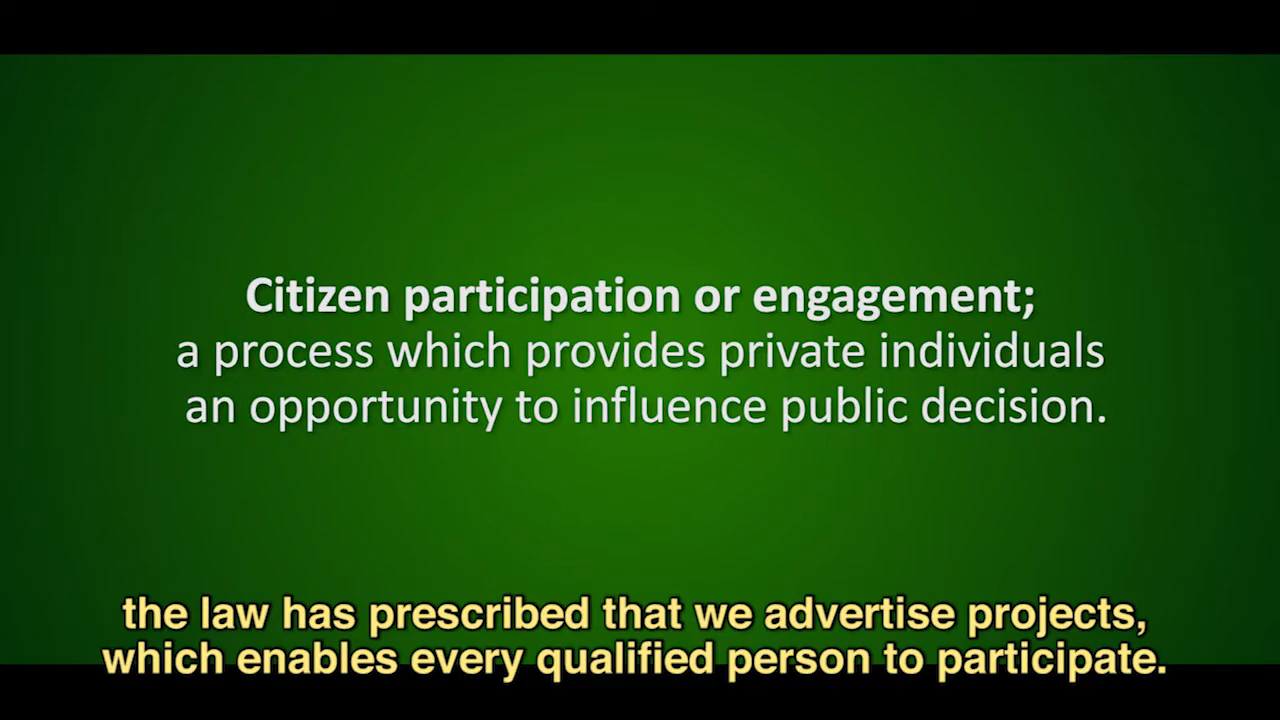 Citizen participation or engagement;
a process which provides private individuals
an opportunity to influence public decision.
the law has prescribed that we advertise projects,
which enables every qualified person to participate.